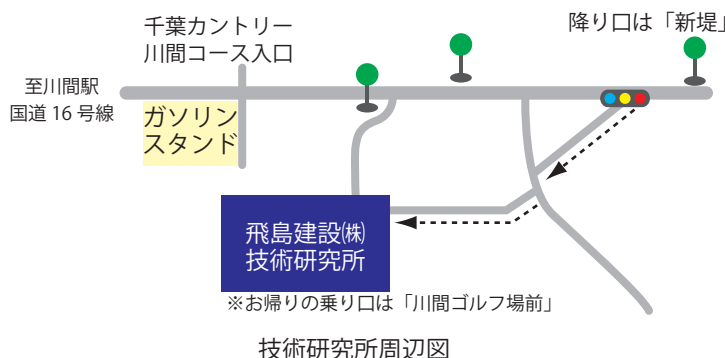 千葉カントリー
川間コース入口
降り口は「新堤」
至川間駅
国道 16 号線
ガソリン
スタンド
飛島建設㈱
技術研究所
※お帰りの乗り口は「川間ゴルフ場前」
技術研究所周辺図